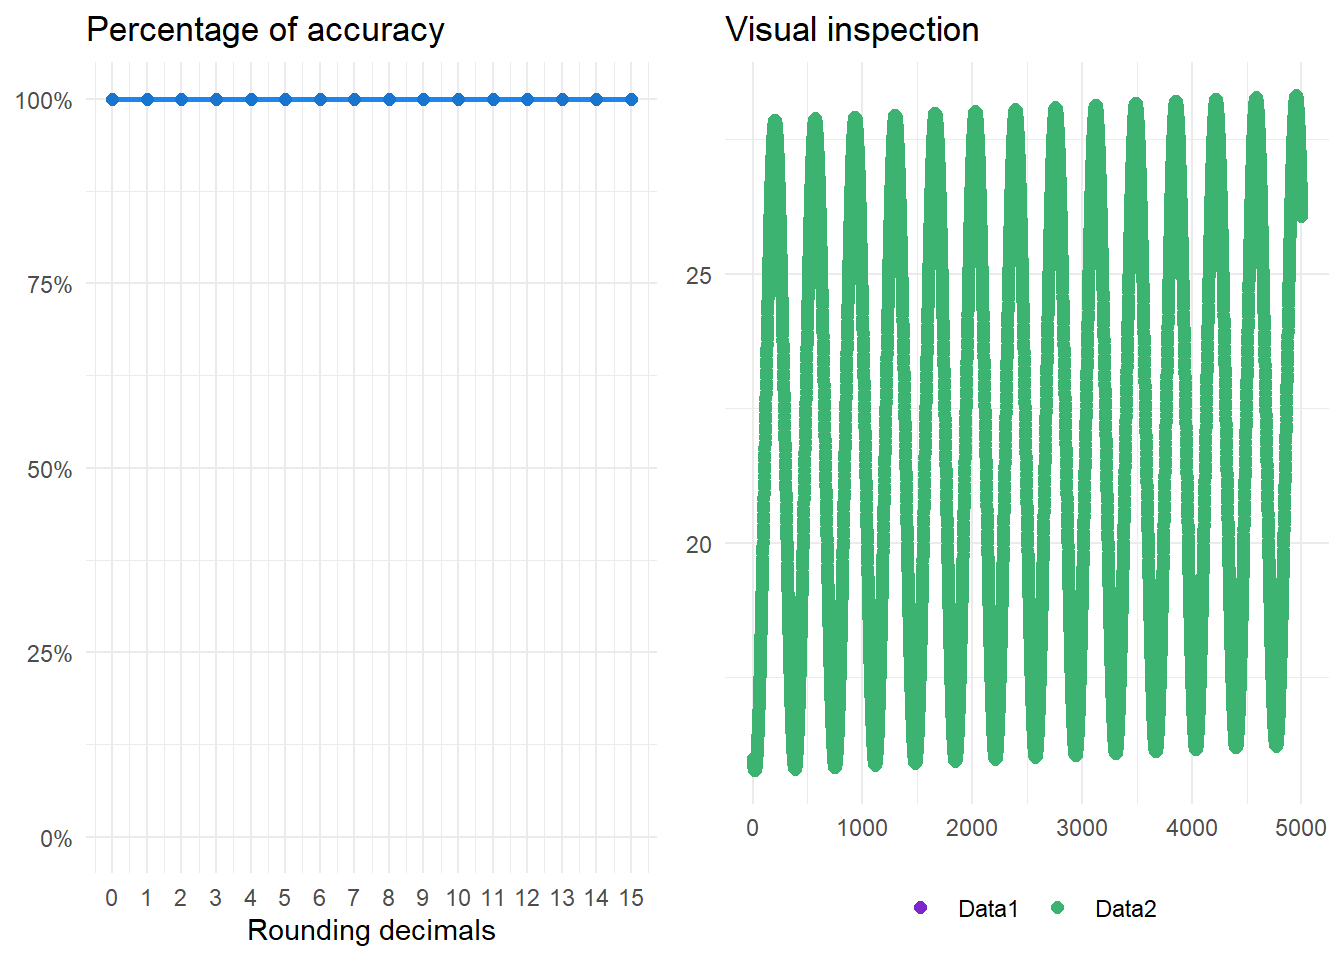 Percentage of accuracy
100%
75%
50%
25%
0%
0 1 2 3 4 5 6 7 8 9 10 11 12 13 14 15
Rounding decimals
Visual inspection
25
20
0 1000 2000 3000 4000 5000
Data1 Data2